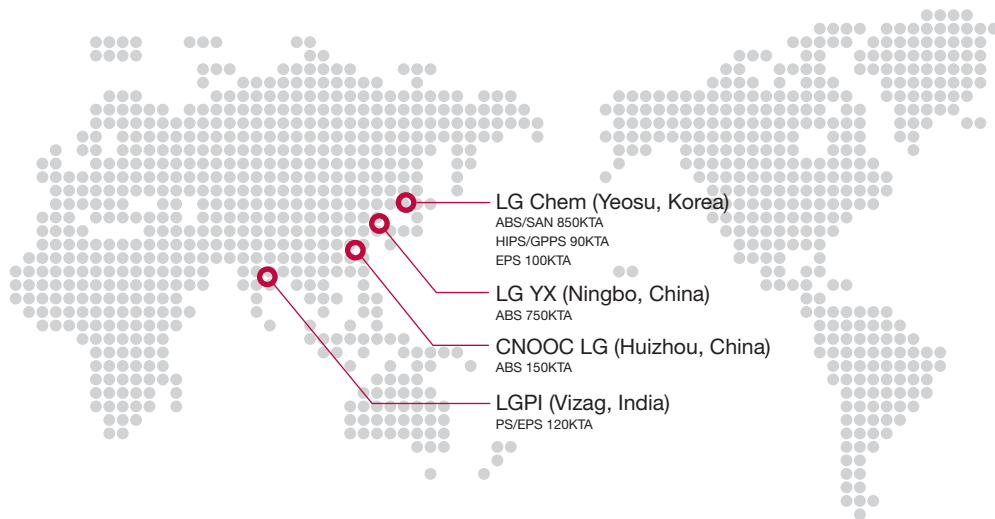 LG Chem (Yeosu, Korea)
ABS/SAN 850KTA
HIPS/GPPS 90KTA
EPS 100KTA
LG YX (Ningbo, China)
ABS 750KTA
CNOOC LG (Huizhou, China)
ABS 150KTA
LGPI (Vizag, India)
PS/EPS 120KTA